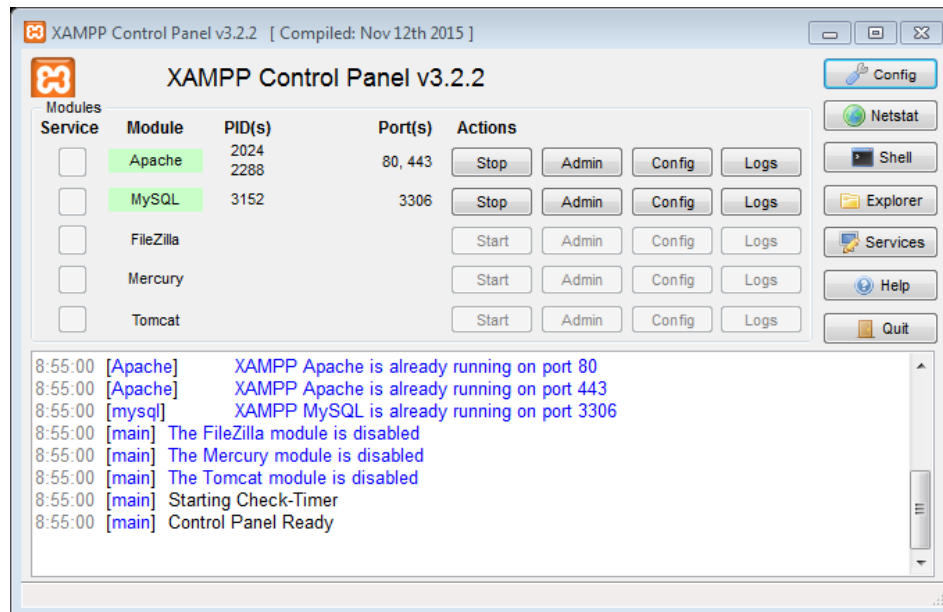 XAMPP Control Panel v3.2.2 [ Compiled: Nov 12th 2015 ]
XAMPP Control Panel v3.2.2
Config
Modules
Service Module PID(s) Port(s) Actions
Netstat
Apache 2024 2288 80, 443 Stop Admin Config Logs
Shell
MySQL 3152 3306 Stop Admin Config Logs
Explorer
FileZilla Start Admin Config Logs
Services
Mercury Start Admin Config Logs
Help
Tomcat Start Admin Config Logs
Quit
8:55:00 [Apache] XAMPP Apache is already running on port 80
8:55:00 [Apache] XAMPP Apache is already running on port 443
8:55:00 [mysql] XAMPP MySQL is already running on port 3306
8:55:00 [main] The FileZilla module is disabled
8:55:00 [main] The Mercury module is disabled
8:55:00 [main] The Tomcat module is disabled
8:55:00 [main] Starting Check-Timer
8:55:00 [main] Control Panel Ready